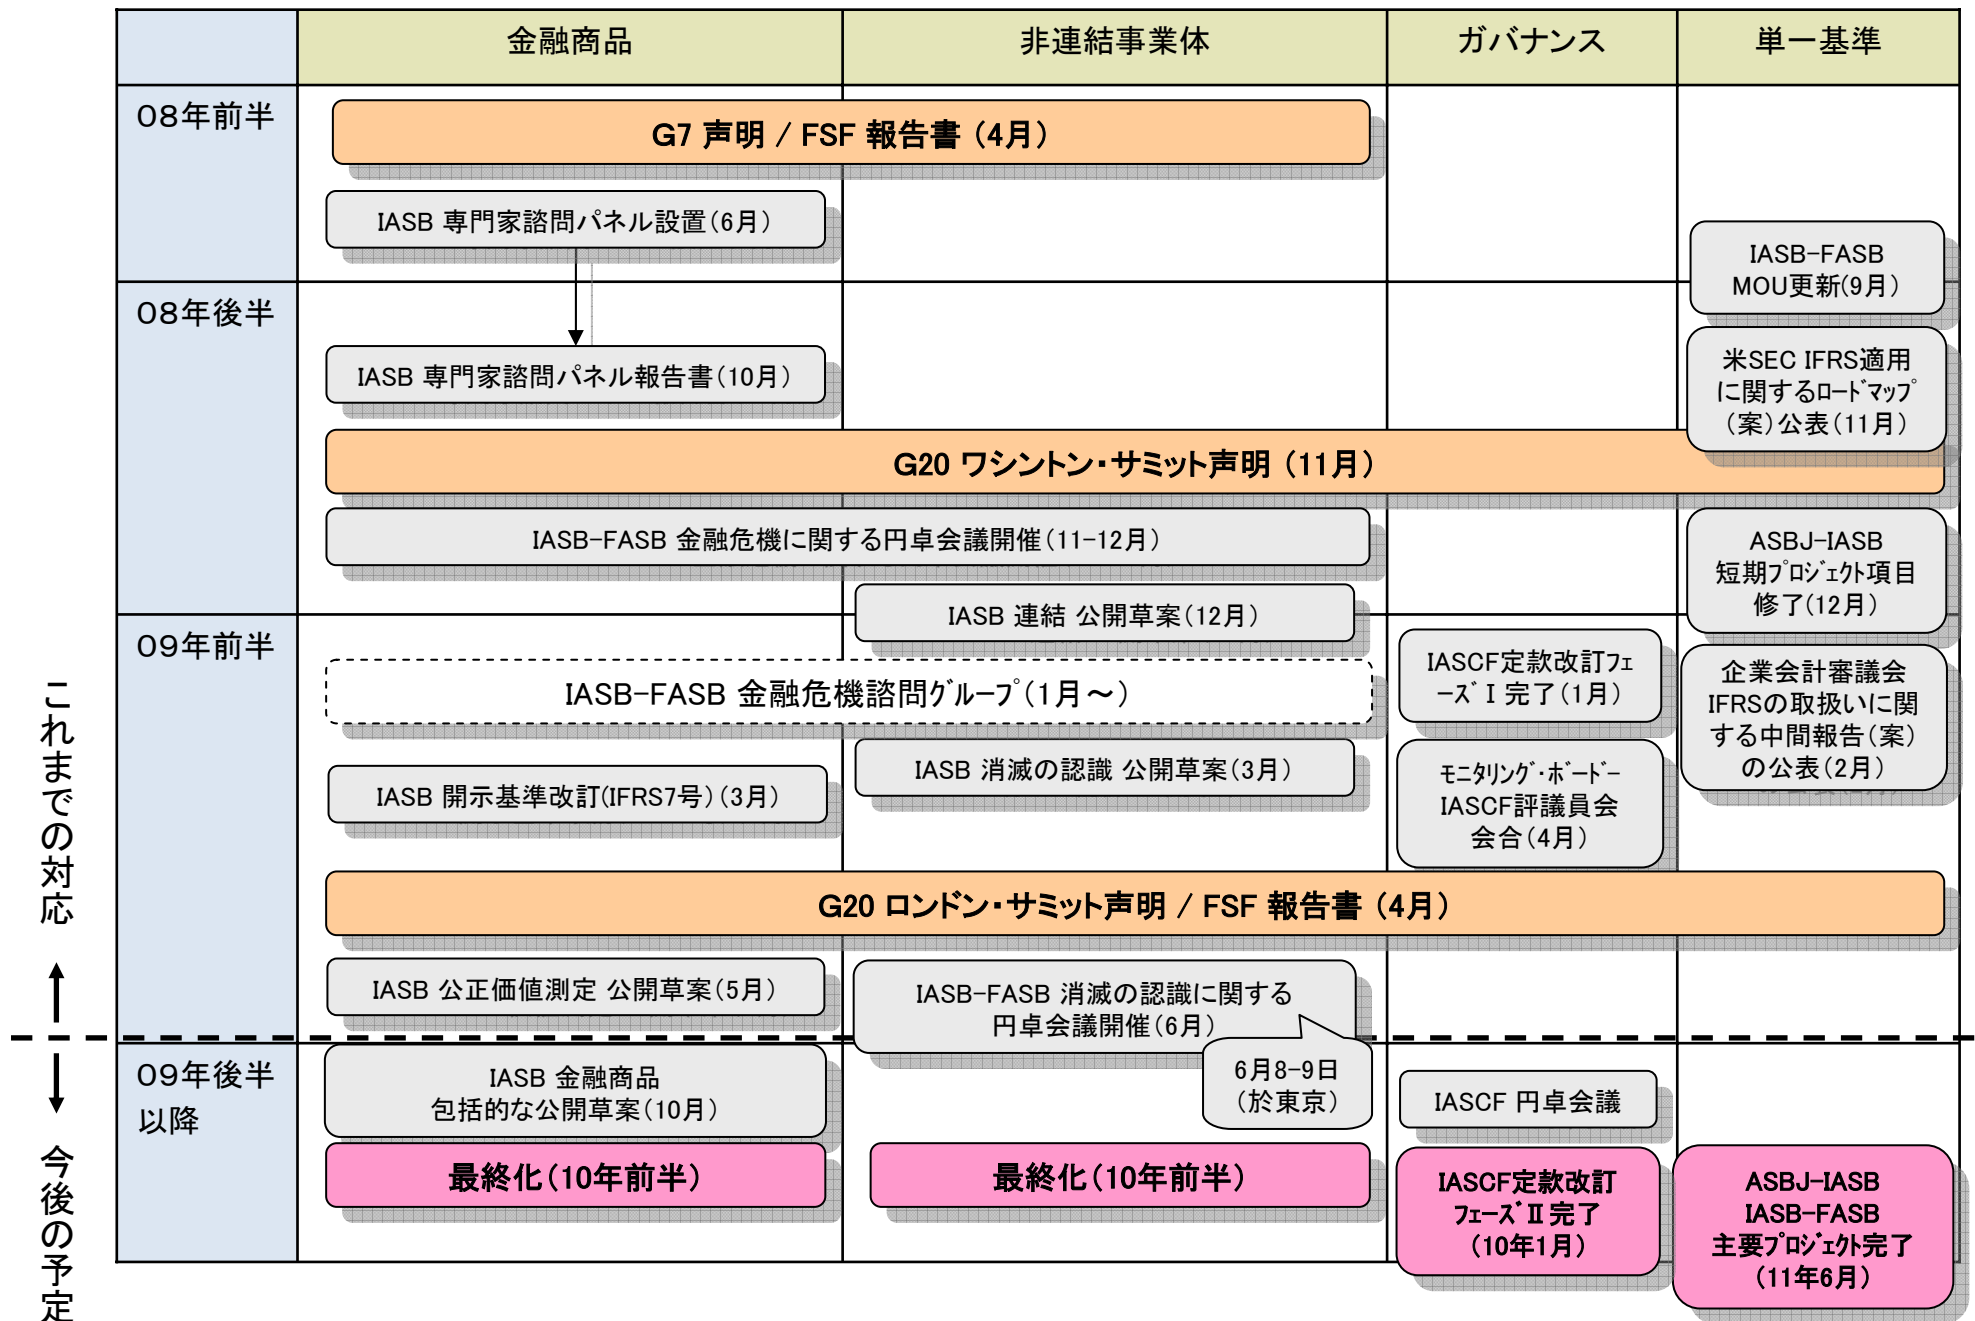 金融商品
非連結事業体
ガバナンス
単一基準
08年前半
G7 声明 / FSF 報告書 (4月)
IASB 専門家諮問パネル設置(6月)
IASB-FASB
MOU更新(9月)
08年後半
IASB 専門家諮問パネル報告書(10月)
米SEC IFRS適用
に関するﾛｰﾄﾞﾏｯﾌﾟ
(案)公表(11月)
G20 ワシントン・サミット声明 (11月)
IASB-FASB 金融危機に関する円卓会議開催(11-12月)
ASBJ-IASB
短期ﾌﾟﾛｼﾞｪｸﾄ項目
修了(12月)
IASB 連結 公開草案(12月)
09年前半
IASB-FASB 金融危機諮問ｸﾞﾙｰﾌﾟ(1月～)
IASCF定款改訂ﾌｪ
ｰｽﾞⅠ完了(1月)
企業会計審議会
IFRSの取扱いに関
する中間報告(案)
の公表(2月)
IASB 消滅の認識 公開草案(3月)
IASB 開示基準改訂(IFRS7号)(3月)
ﾓﾆﾀﾘﾝｸﾞ･ﾎﾞｰﾄﾞｰ
IASCF評議員会
会合(4月)
G20 ロンドン・サミット声明 / FSF 報告書 (4月)
IASB 公正価値測定 公開草案(5月)
IASB-FASB 消滅の認識に関する
円卓会議開催(6月)
6月8-9日
(於東京)
これまでの対応
今後の予定
09年後半
以降
IASB 金融商品
包括的な公開草案(10月)
IASCF 円卓会議
最終化(10年前半)
最終化(10年前半)
IASCF定款改訂
ﾌｪｰｽﾞⅡ完了
(10年1月)
ASBJ-IASB
IASB-FASB
主要ﾌﾟﾛｼﾞｪｸﾄ完了
(11年6月)